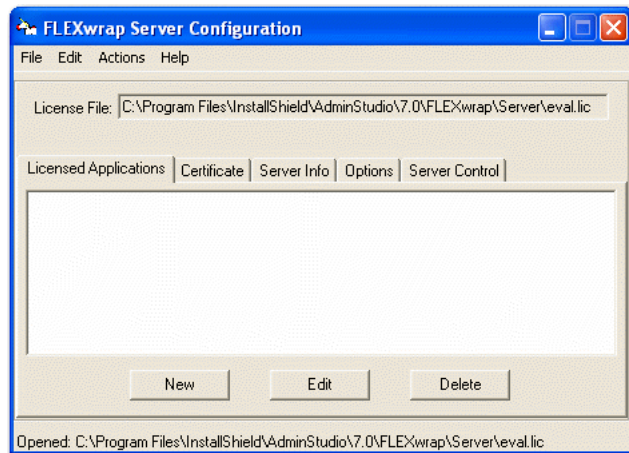 FLEXwrap Server Configuration
File Edit Actions Help
License File: C:\Program Files\InstallShield\AdminStudio\7.0\FLEXwrap\Server\eval.lic
Licensed Applications Certificate Server Info Options Server Control
New Edit Delete
Opened: C:\Program Files\InstallShield\AdminStudio\7.0\FLEXwrap\Server\eval.lic